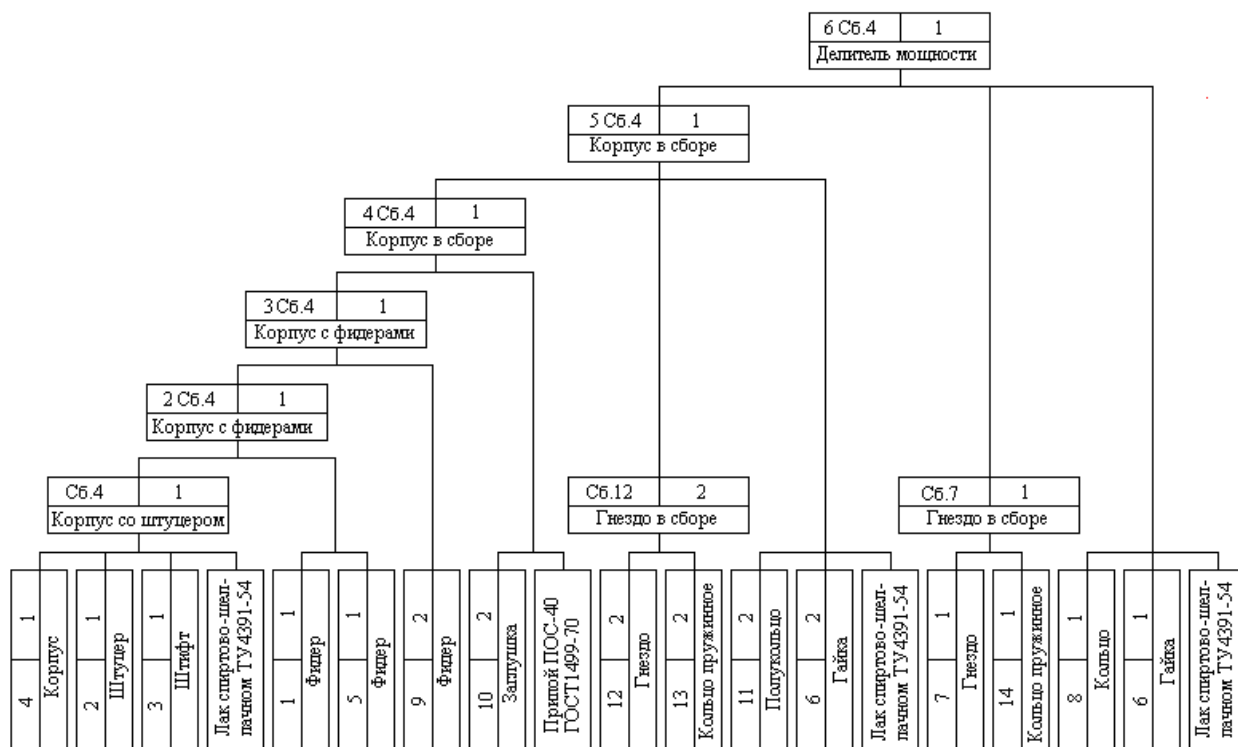 6 Сб.4 1
Делитель мощности
5 Сб.4 1
Корпус в сборе
4 Сб.4 1
Корпус в сборе
3 Сб.4 1
Корпус с фидерами
2 Сб.4 1
Корпус с фидерами
Сб.4 1
Корпус со штуцером
Сб.12 2
Гнездо в сборе
Сб.7 1
Гнездо в сборе
4 1
Корпус
2 1
Штуцер
3 1
Штифт
Лак спиртово-шел-
лачном ТУ4391-54
1 1
Фидер
5 1
Фидер
9 2
Фидер
10 2
Заглушка
Припой ПОС-40
ГОСТ1499-70
12 2
Гнездо
13 2
Кольцо пружинное
11 2
Полукольцо
6 2
Гайка
Лак спиртово-шел-
лачном ТУ4391-54
7 1
Гнездо
14 1
Кольцо пружинное
8 1
Кольцо
6 1
Гайка
Лак спиртово-шел-
лачном ТУ4391-54